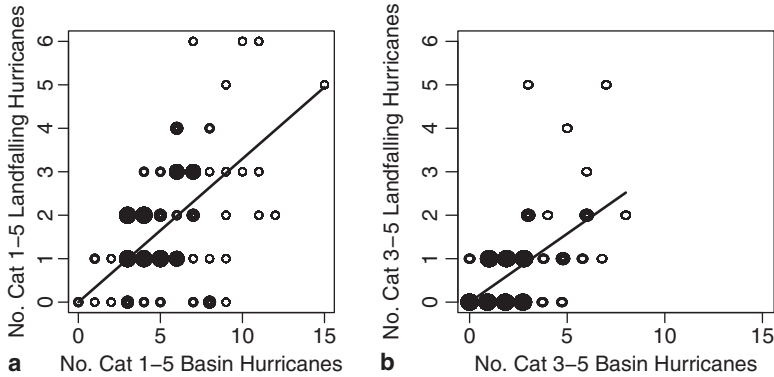 No. Cat 1–5 Landfalling Hurricanes
6
5
4
3
2
1
0
0 5 10 15
a No. Cat 1–5 Basin Hurricanes
No. Cat 3–5 Landfalling Hurricanes
6
5
4
3
2
1
0
0 5 10 15
b No. Cat 3–5 Basin Hurricanes